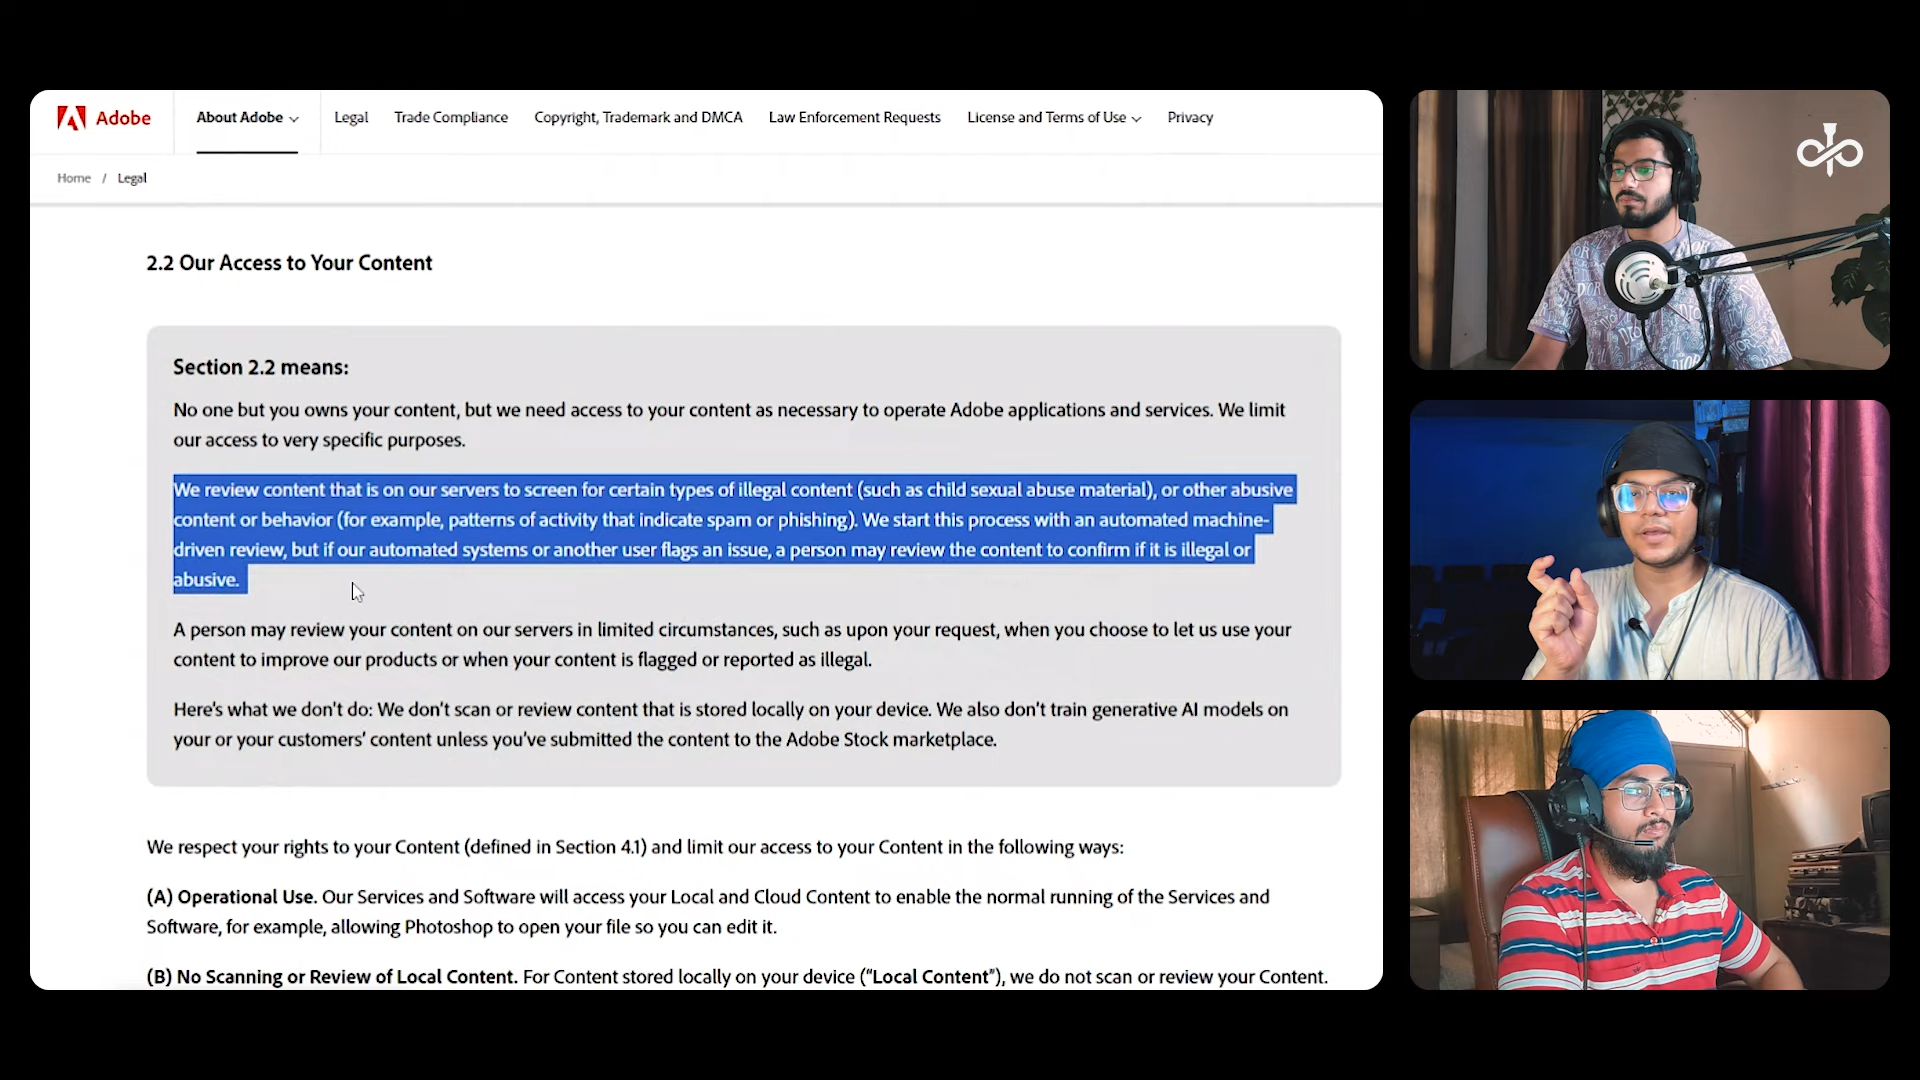 Adobe
About Adobe
Legal
Trade Compliance
Copyright, Trademark and DMCA
Law Enforcement Requests
License and Terms of Use
Privacy
Home / Legal
2.2 Our Access to Your Content
Section 2.2 means:
No one but you owns your content, but we need access to your content as necessary to operate Adobe applications and services. We limit
our access to very specific purposes.
We review content that is on our servers to screen for certain types of illegal content (such as child sexual abuse material), or other abusive
content or behavior (for example, patterns of activity that indicate spam or phishing). We start this process with an automated machine-
driven review, but if our automated systems or another user flags an issue, a person may review the content to confirm if it is illegal or
abusive.
A person may review your content on our servers in limited circumstances, such as upon your request, when you choose to let us use your
content to improve our products or when your content is flagged or reported as illegal.
Here’s what we don’t do: We don’t scan or review content that is stored locally on your device. We also don’t train generative AI models on
your or your customers’ content unless you’ve submitted the content to the Adobe Stock marketplace.
We respect your rights to your Content (defined in Section 4.1) and limit our access to your Content in the following ways:
(A) Operational Use. Our Services and Software will access your Local and Cloud Content to enable the normal running of the Services and
Software, for example, allowing Photoshop to open your file so you can edit it.
(B) No Scanning or Review of Local Content. For Content stored locally on your device (“Local Content”), we do not scan or review your Content.